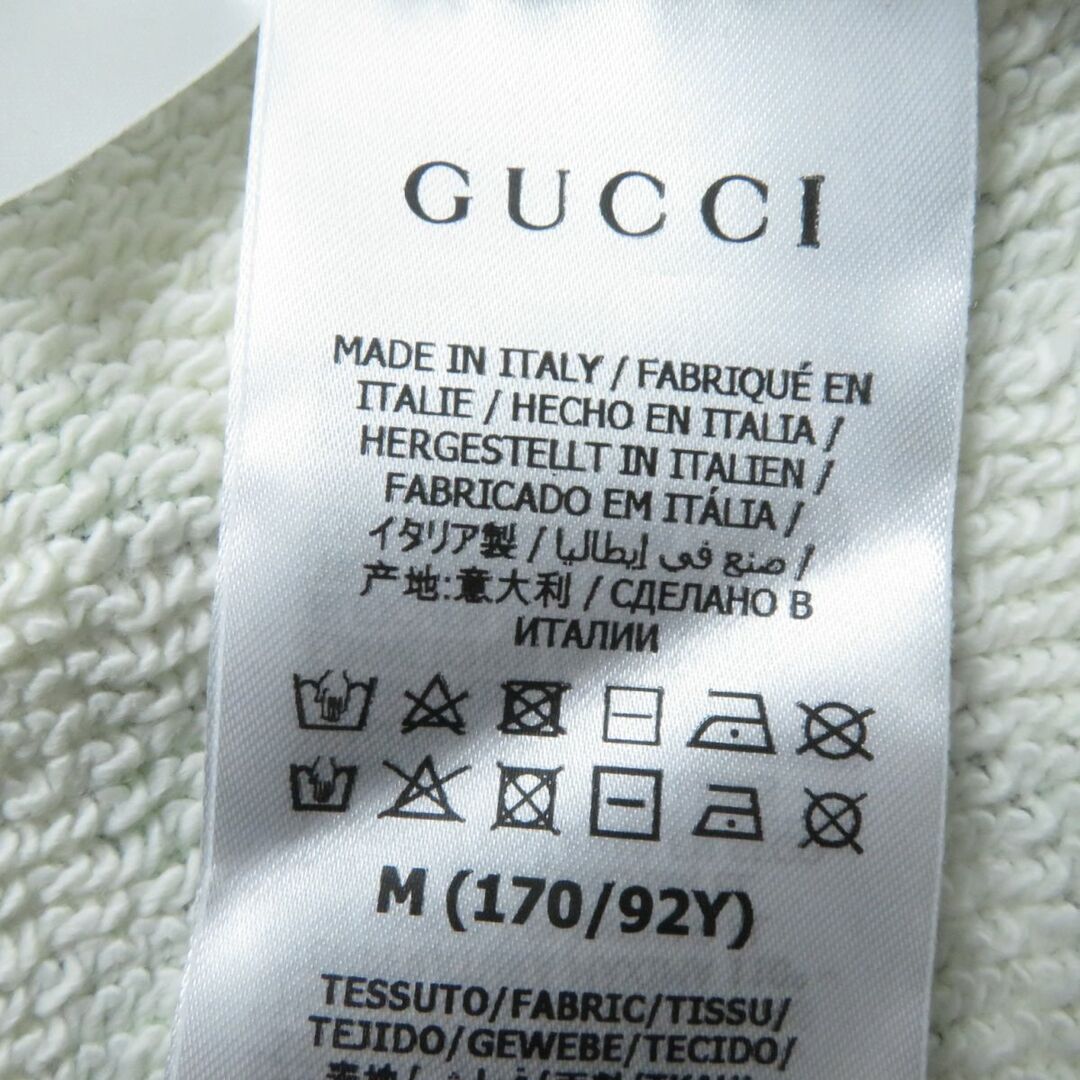 GUCCI
MADE IN ITALY / FABRIQUÉ EN
ITALIE / HECHO EN ITALIA /
HERGESTELLT IN ITALIEN /
FABRICADO EM ITÁLIA /
イタリア製 / صنع في إيطاليا /
产地:意大利 / СДЕЛАНО В
ИТАЛИИ
M (170/92Y)
TESSUTO/FABRIC/TISSU/
TEJIDO/GEWEBE/TECIDO/